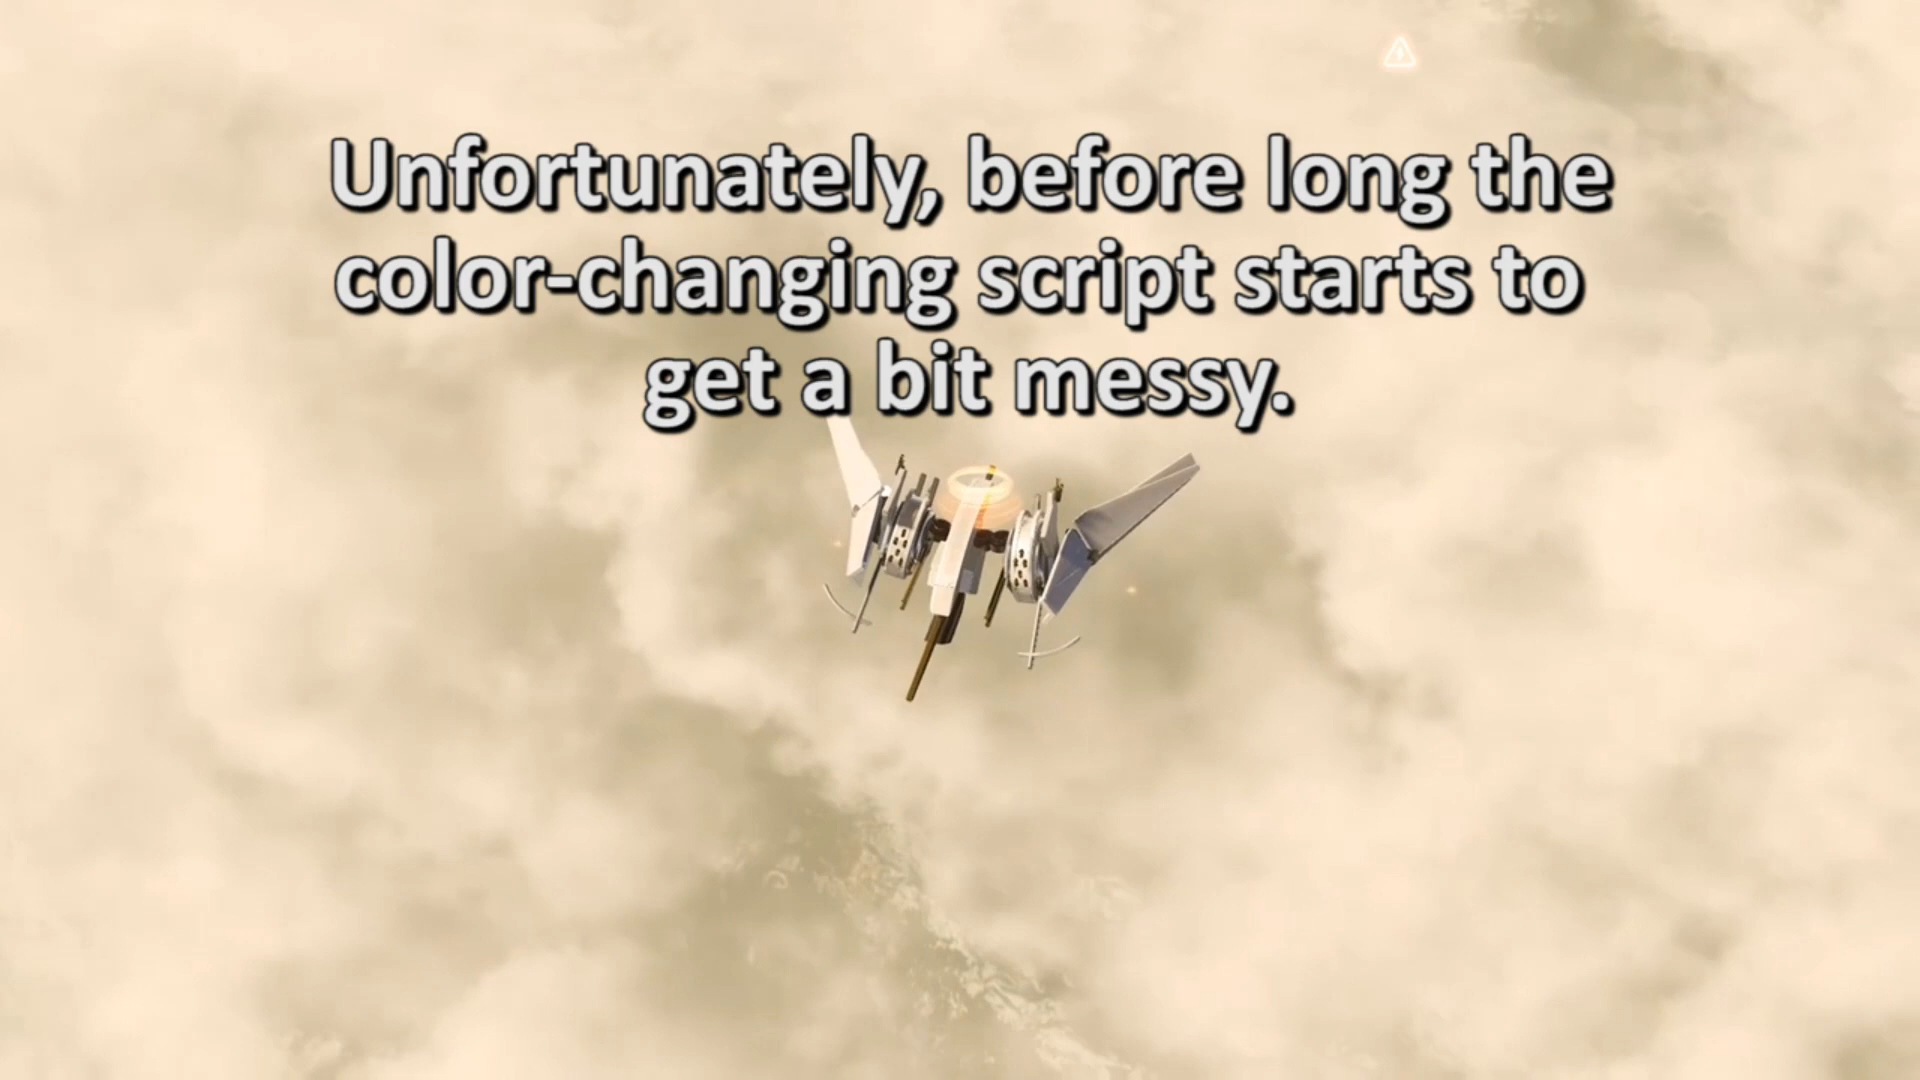 Unfortunately, before long the
color-changing script starts to
get a bit messy.